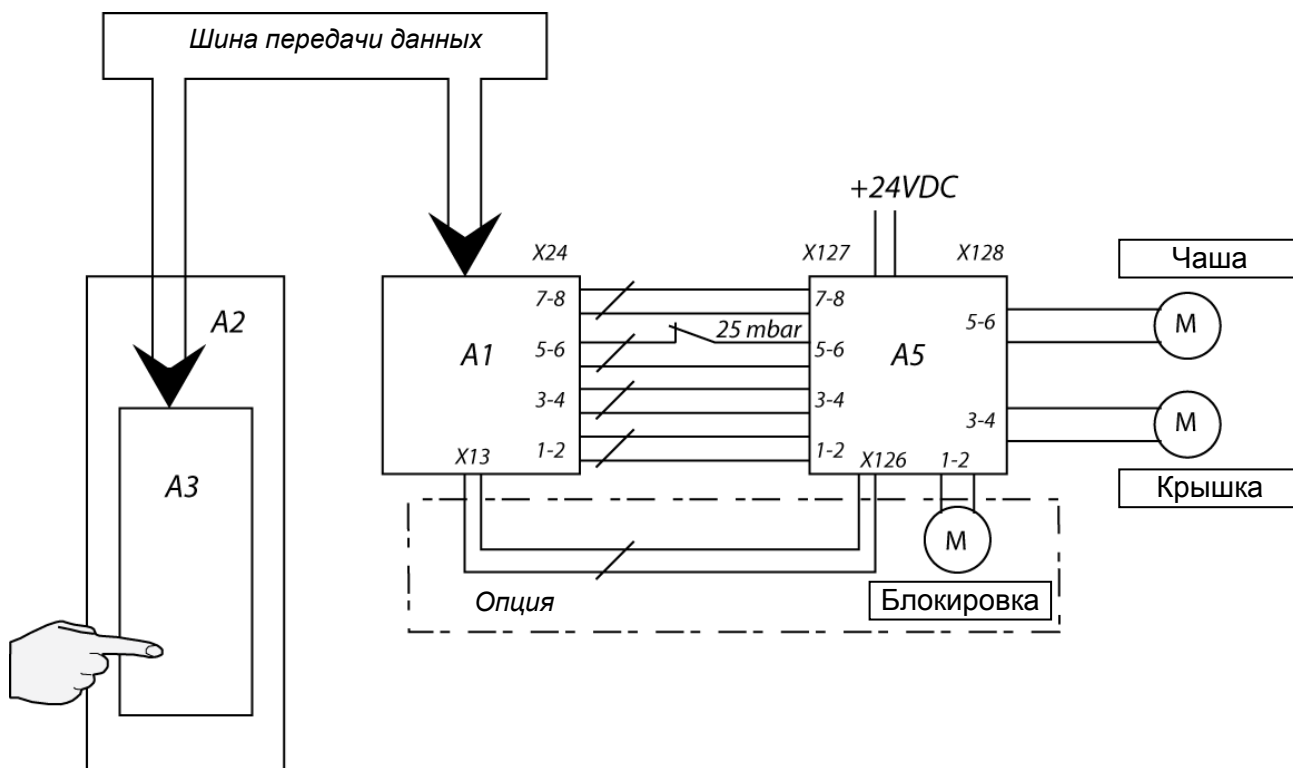 Шина передачи данных
+24VDC
X24
X127
X128
Чаша
A2
7-8
7-8
M
5-6
25 mbar
A1
5-6
5-6
A5
3-4
3-4
3-4
M
A3
X13
1-2
1-2
X126
1-2
Крышка
M
Опция
Блокировка